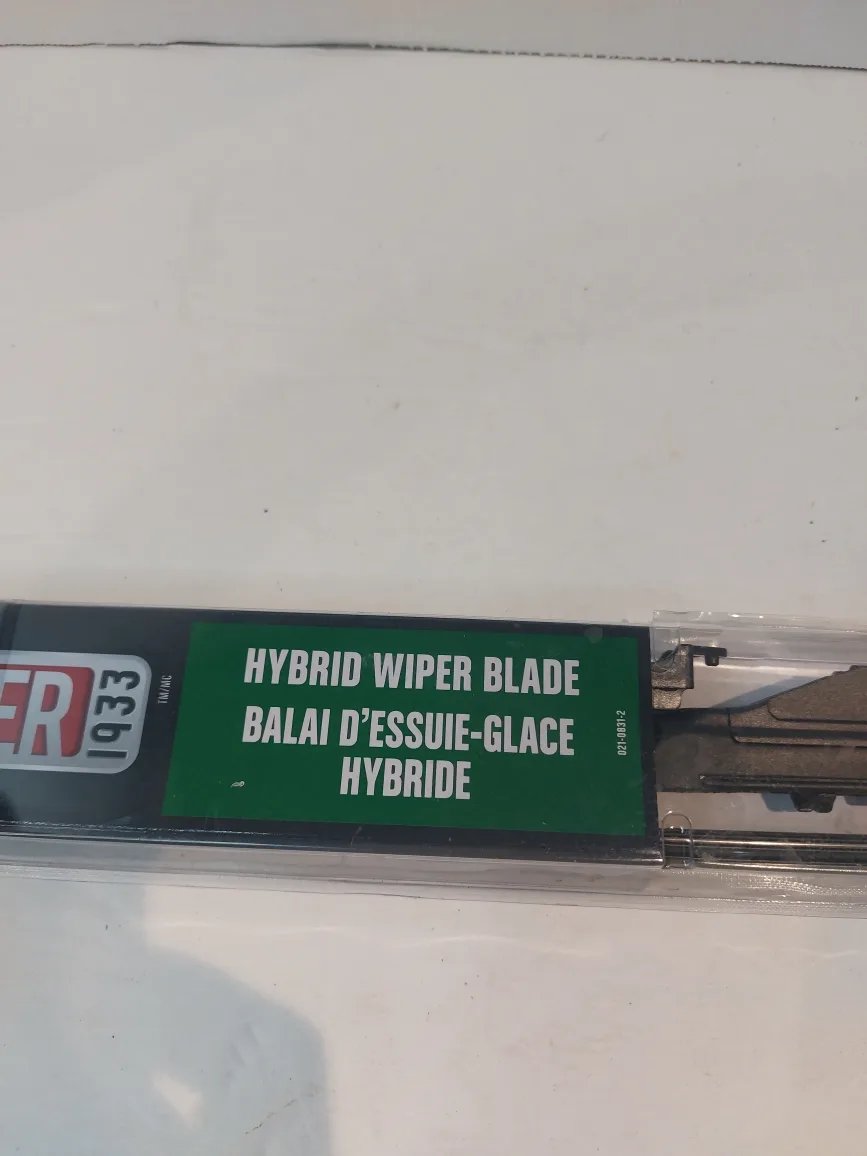 ER
1933
TM/MC
HYBRID WIPER BLADE
BALAI D'ESSUIE-GLACE
HYBRIDE
021-0831-2